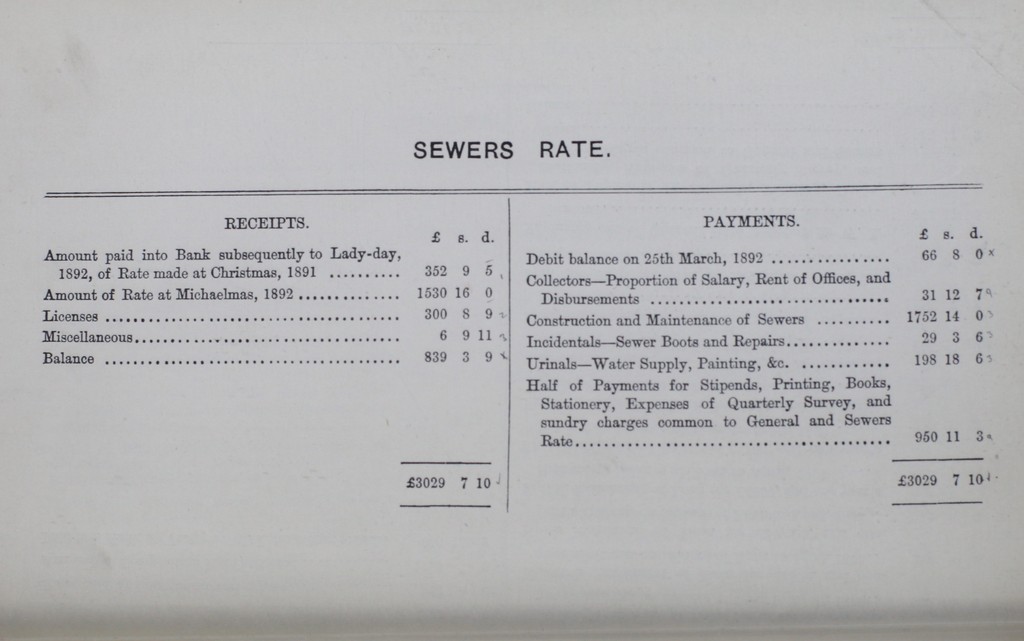 SEWERS RATE.
RECEIPTS.
£ s. d.
Amount paid into Bank subsequently to Lady-day,
1892, of Rate made at Christmas, 1891 .......... 352 9 5
Amount of Rate at Michaelmas, 1892.............. 1530 16 0
Licenses ........................................ 300 8 9
Miscellaneous.................................... 6 9 11
Balance ........................................ 839 3 9
£3029 7 10
PAYMENTS.
£ s. d.
Debit balance on 25th March, 1892 ................ 66 8 0
Collectors—Proportion of Salary, Rent of Offices, and
Disbursements ................................ 31 12 7
Construction and Maintenance of Sewers .......... 1752 14 0
Incidentals—Sewer Boots and Repairs.............. 29 3 6
Urinals—Water Supply, Painting, &c. ............ 198 18 6
Half of Payments for Stipends, Printing, Books,
Stationery, Expenses of Quarterly Survey, and
sundry charges common to General and Sewers
Rate........................................... 950 11 3
£3029 7 10